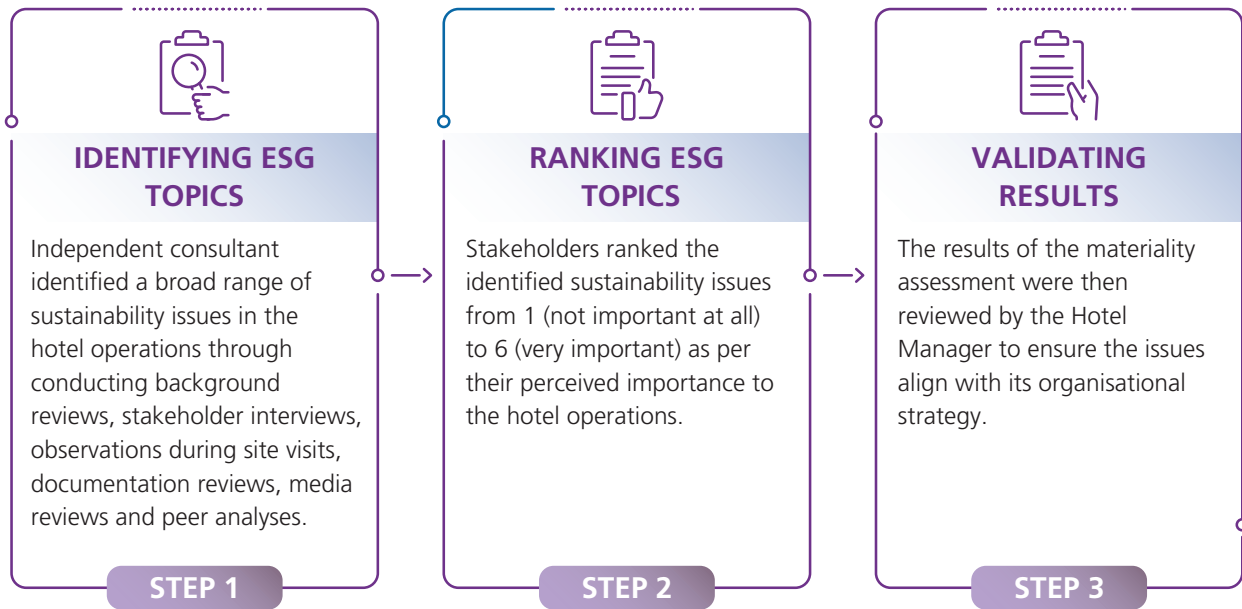 IDENTIFYING ESG
TOPICS
Independent consultant
identified a broad range of
sustainability issues in the
hotel operations through
conducting background
reviews, stakeholder interviews,
observations during site visits,
documentation reviews, media
reviews and peer analyses.
STEP 1
RANKING ESG
TOPICS
Stakeholders ranked the
identified sustainability issues
from 1 (not important at all)
to 6 (very important) as per
their perceived importance to
the hotel operations.
STEP 2
VALIDATING
RESULTS
The results of the materiality
assessment were then
reviewed by the Hotel
Manager to ensure the issues
align with its organisational
strategy.
STEP 3